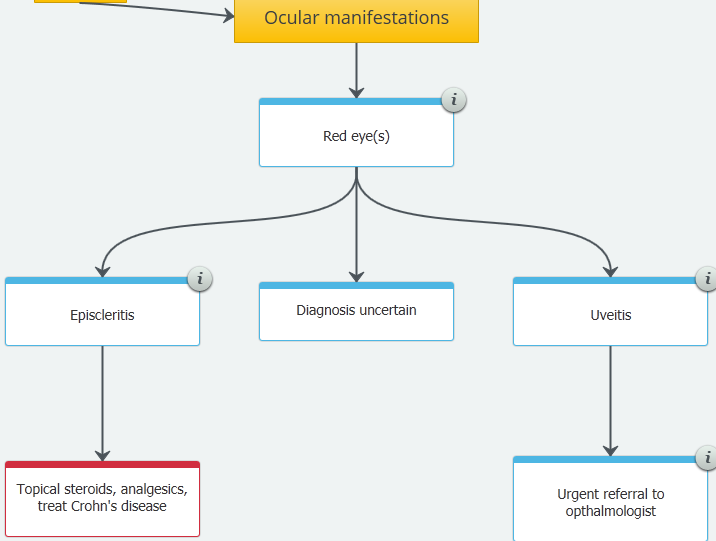 Ocular manifestations
i
Red eye(s)
i
i
Episcleritis
Diagnosis uncertain
Uveitis
i
Topical steroids, analgesics,
treat Crohn's disease
Urgent referral to
opthalmologist